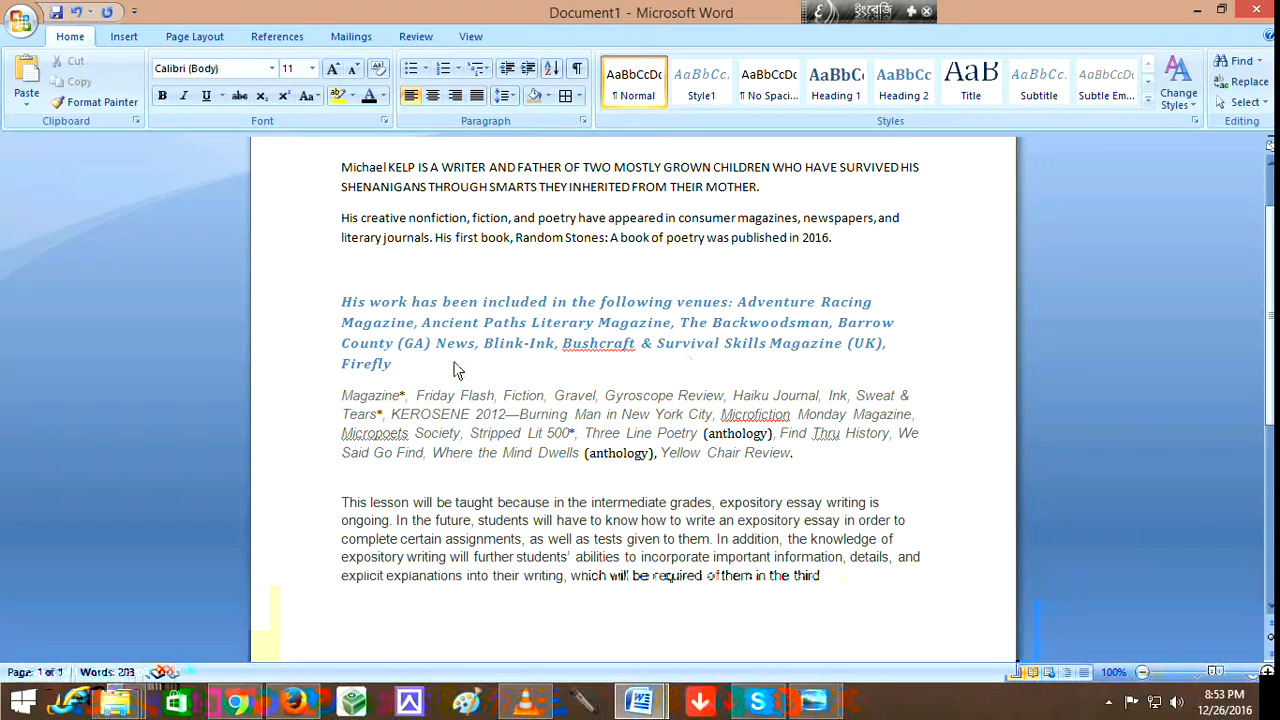 Document1 - Microsoft Word
ইংরেজি
Home Insert Page Layout References Mailings Review View
Paste
Cut
Copy
Format Painter
Clipboard
Calibri (Body) 11
Font
Paragraph
AaBbCcDc AaBbCc. AaBbCcDc AaBbCc AaBbCc AaB AaBbCc. AaBbCcDc
¶ Normal Style1 ¶ No Spaci... Heading 1 Heading 2 Title Subtitle Subtle Em...
Styles
Change Styles
Find
Replace
Select
Editing
Michael KELP IS A WRITER AND FATHER OF TWO MOSTLY GROWN CHILDREN WHO HAVE SURVIVED HIS
SHENANIGANS THROUGH SMARTS THEY INHERITED FROM THEIR MOTHER.
His creative nonfiction, fiction, and poetry have appeared in consumer magazines, newspapers, and
literary journals. His first book, Random Stones: A book of poetry was published in 2016.
His work has been included in the following venues: Adventure Racing
Magazine, Ancient Paths Literary Magazine, The Backwoodsman, Barrow
County (GA) News, Blink-Ink, Bushcraft & Survival Skills Magazine (UK),
Firefly
Magazine*, Friday Flash, Fiction, Gravel, Gyroscope Review, Haiku Journal, Ink, Sweat &
Tears*, KEROSENE 2012—Burning Man in New York City, Microfiction Monday Magazine,
Micropoets Society, Stripped Lit 500*, Three Line Poetry (anthology), Find Thru History, We
Said Go Find, Where the Mind Dwells (anthology), Yellow Chair Review.
This lesson will be taught because in the intermediate grades, expository essay writing is
ongoing. In the future, students will have to know how to write an expository essay in order to
complete certain assignments, as well as tests given to them. In addition, the knowledge of
expository writing will further students' abilities to incorporate important information, details, and
explicit explanations into their writing, which will be required of them in the third
Page: 1 of 1 Words: 203
100%
8:53 PM
12/26/2016